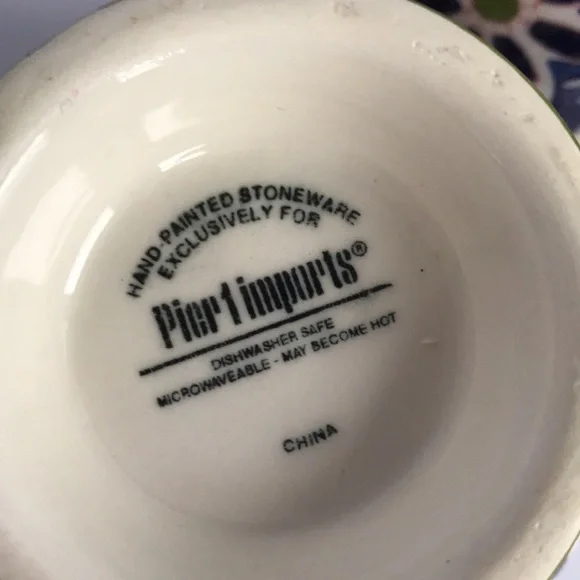 HAND-PAINTED STONEWARE
EXCLUSIVELY FOR
Pier 1 imports®
DISHWASHER SAFE
MICROWAVEABLE - MAY BECOME HOT
CHINA